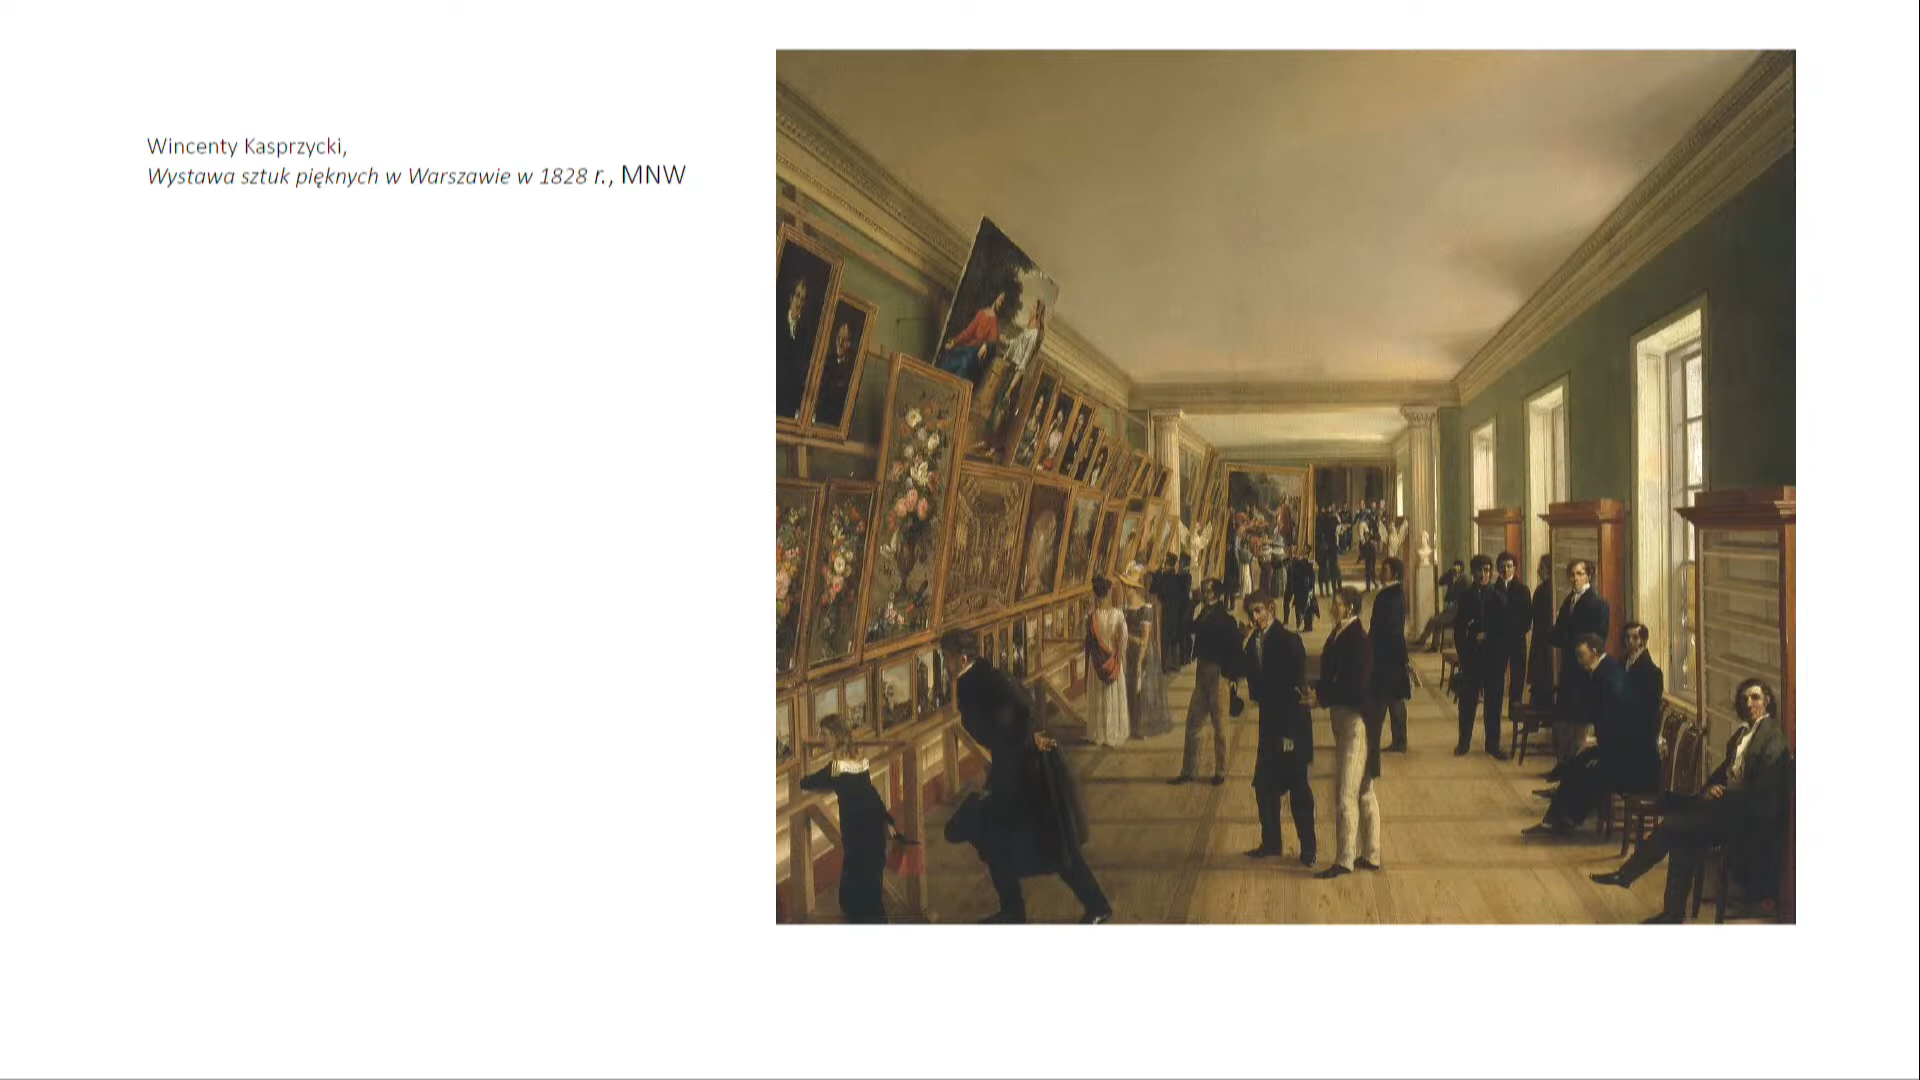 Wincenty Kasprzycki,
Wystawa sztuk pięknych w Warszawie w 1828 r., MNW